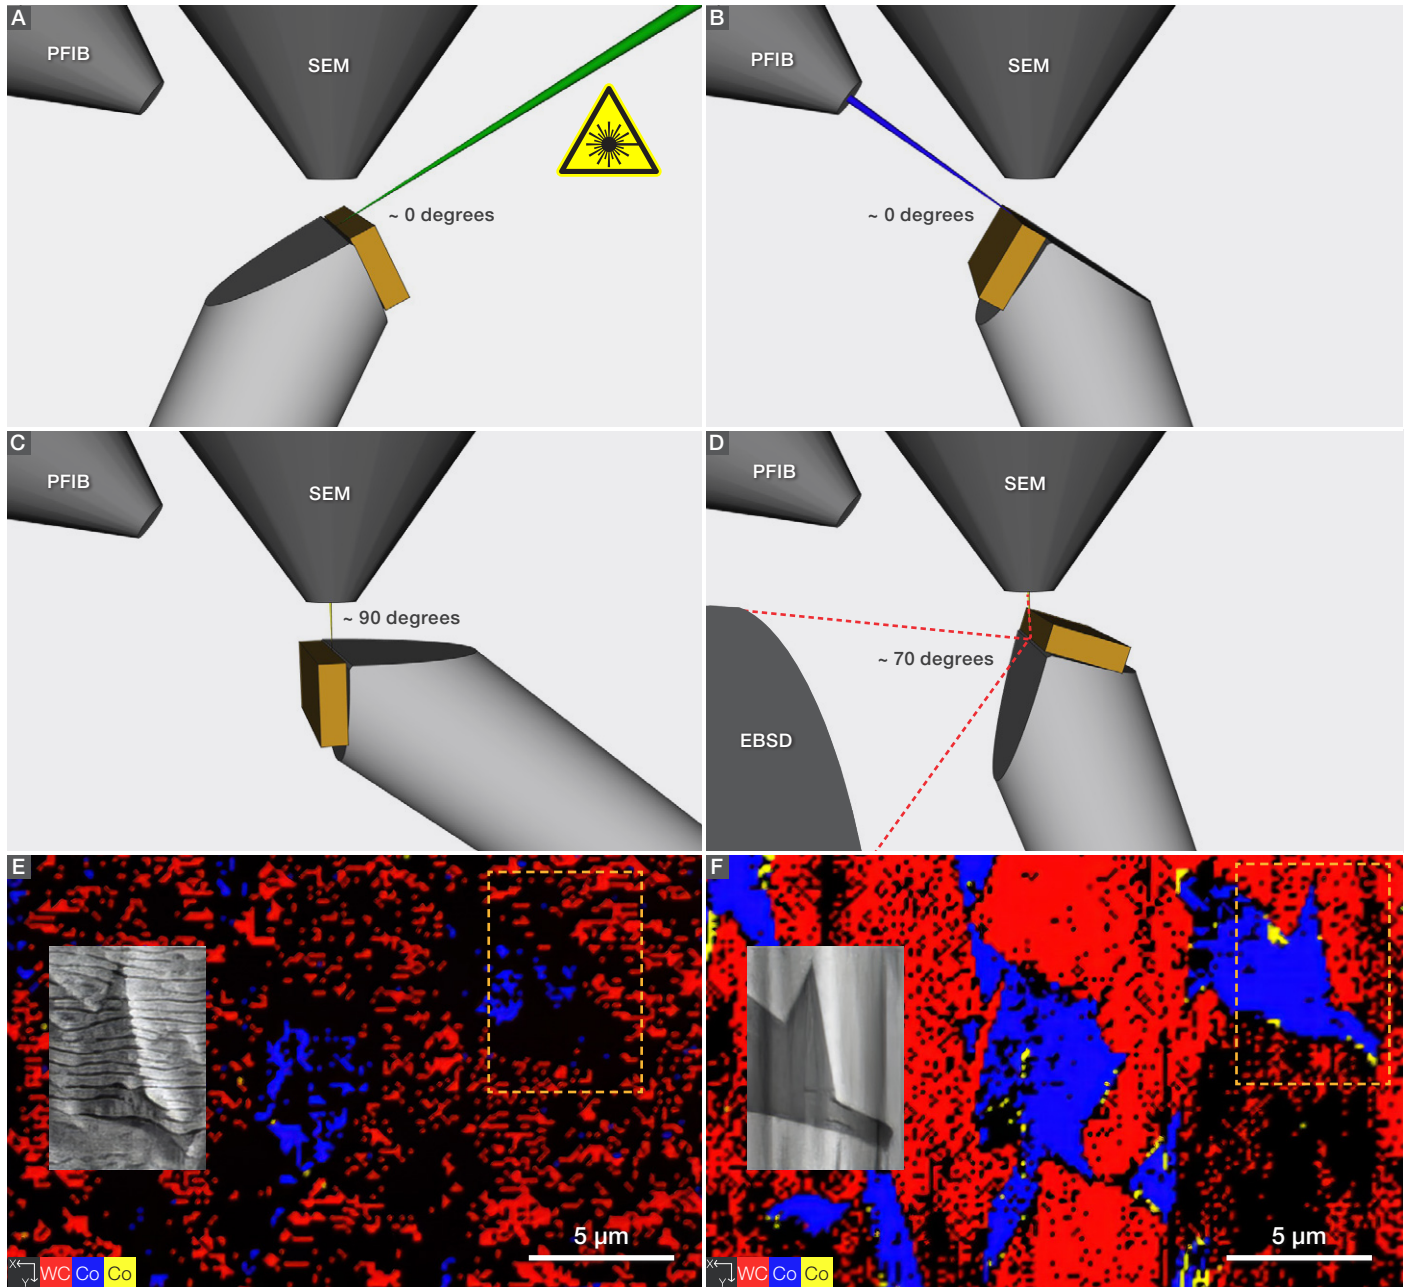 A
PFIB
SEM
~ 0 degrees
B
PFIB
SEM
~ 0 degrees
C
PFIB
SEM
~ 90 degrees
D
PFIB
SEM
~ 70 degrees
EBSD
E
5 µm
X
Y
WC Co Co
F
5 µm
X
Y
WC Co Co